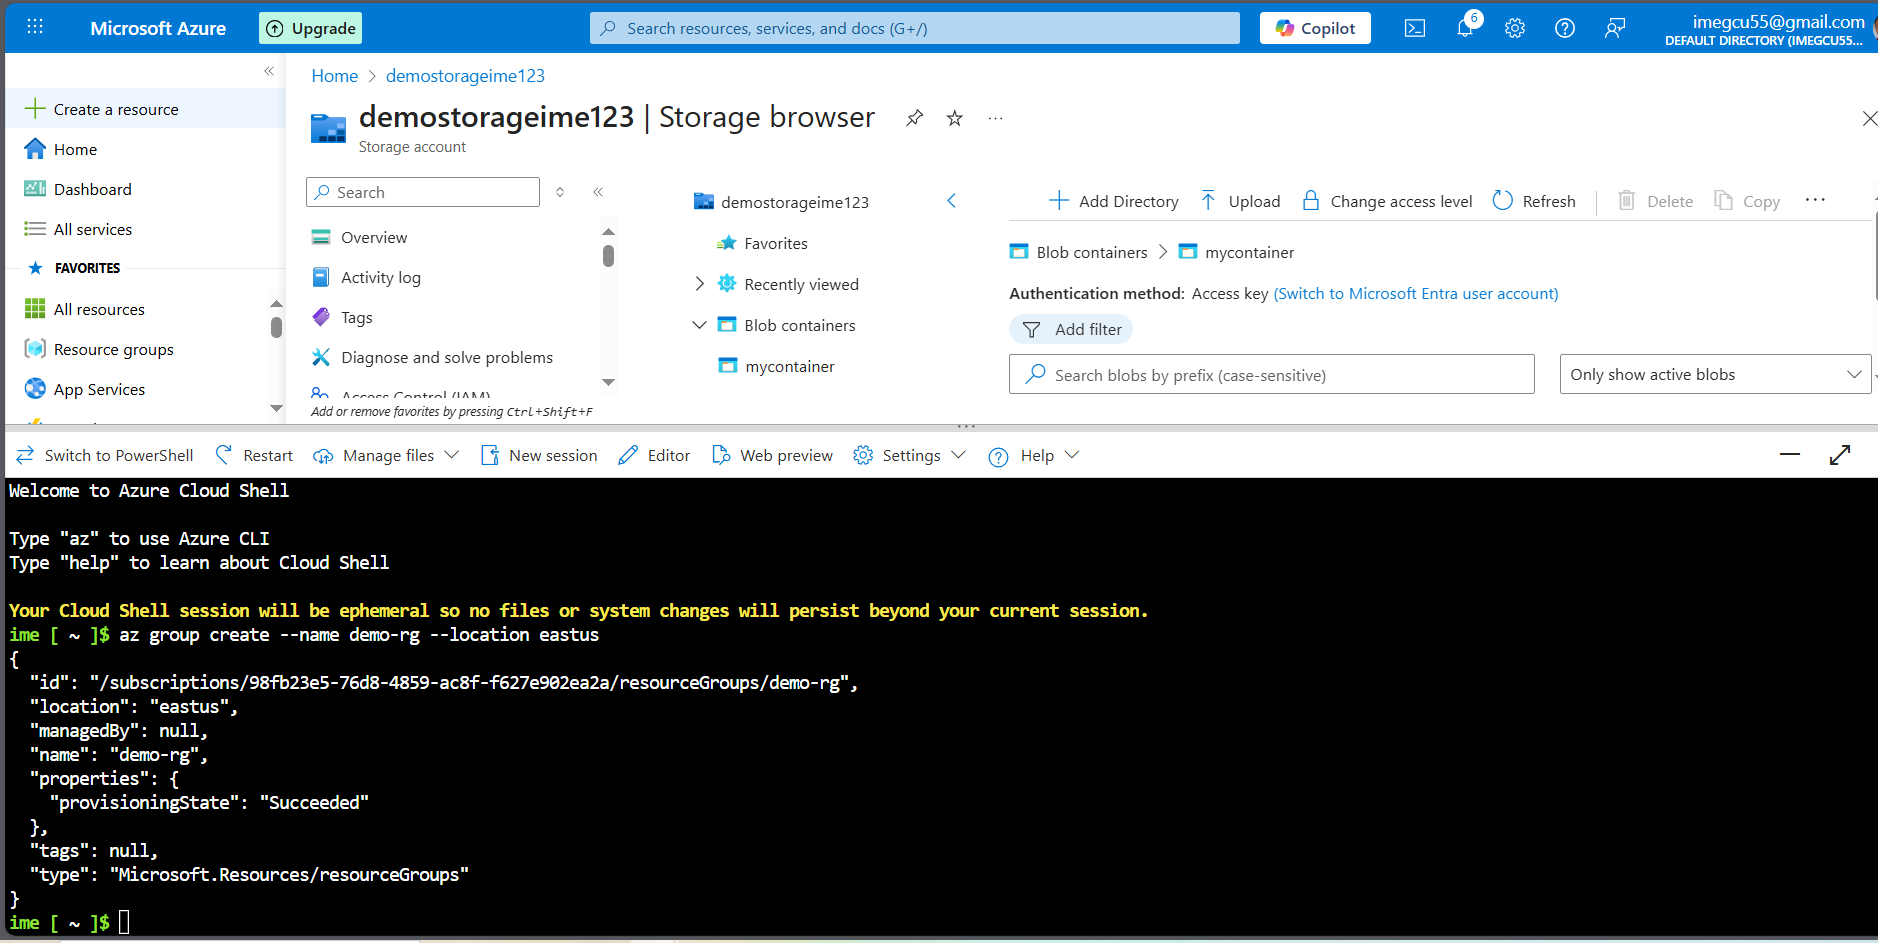 Microsoft Azure
Upgrade
Search resources, services, and docs (G+/)
Copilot
6
imegcu55@gmail.com
DEFAULT DIRECTORY (IMEGCU55...
Create a resource
Home
Dashboard
All services
FAVORITES
All resources
Resource groups
App Services
Home > demostorageime123
demostorageime123 | Storage browser
Storage account
Search
Overview
Activity log
Tags
Diagnose and solve problems
Access Control (IAM)
Add or remove favorites by pressing Ctrl+Shift+F
demostorageime123
Favorites
Recently viewed
Blob containers
mycontainer
Add Directory Upload Change access level Refresh Delete Copy
Blob containers > mycontainer
Authentication method: Access key (Switch to Microsoft Entra user account)
Add filter
Search blobs by prefix (case-sensitive)
Only show active blobs
Switch to PowerShell Restart Manage files New session Editor Web preview Settings Help
Welcome to Azure Cloud Shell
Type "az" to use Azure CLI
Type "help" to learn about Cloud Shell
Your Cloud Shell session will be ephemeral so no files or system changes will persist beyond your current session.
ime [ ~ ]$ az group create --name demo-rg --location eastus
{
  "id": "/subscriptions/98fb23e5-76d8-4859-ac8f-f627e902ea2a/resourceGroups/demo-rg",
  "location": "eastus",
  "managedBy": null,
  "name": "demo-rg",
  "properties": {
    "provisioningState": "Succeeded"
  },
  "tags": null,
  "type": "Microsoft.Resources/resourceGroups"
}
ime [ ~ ]$